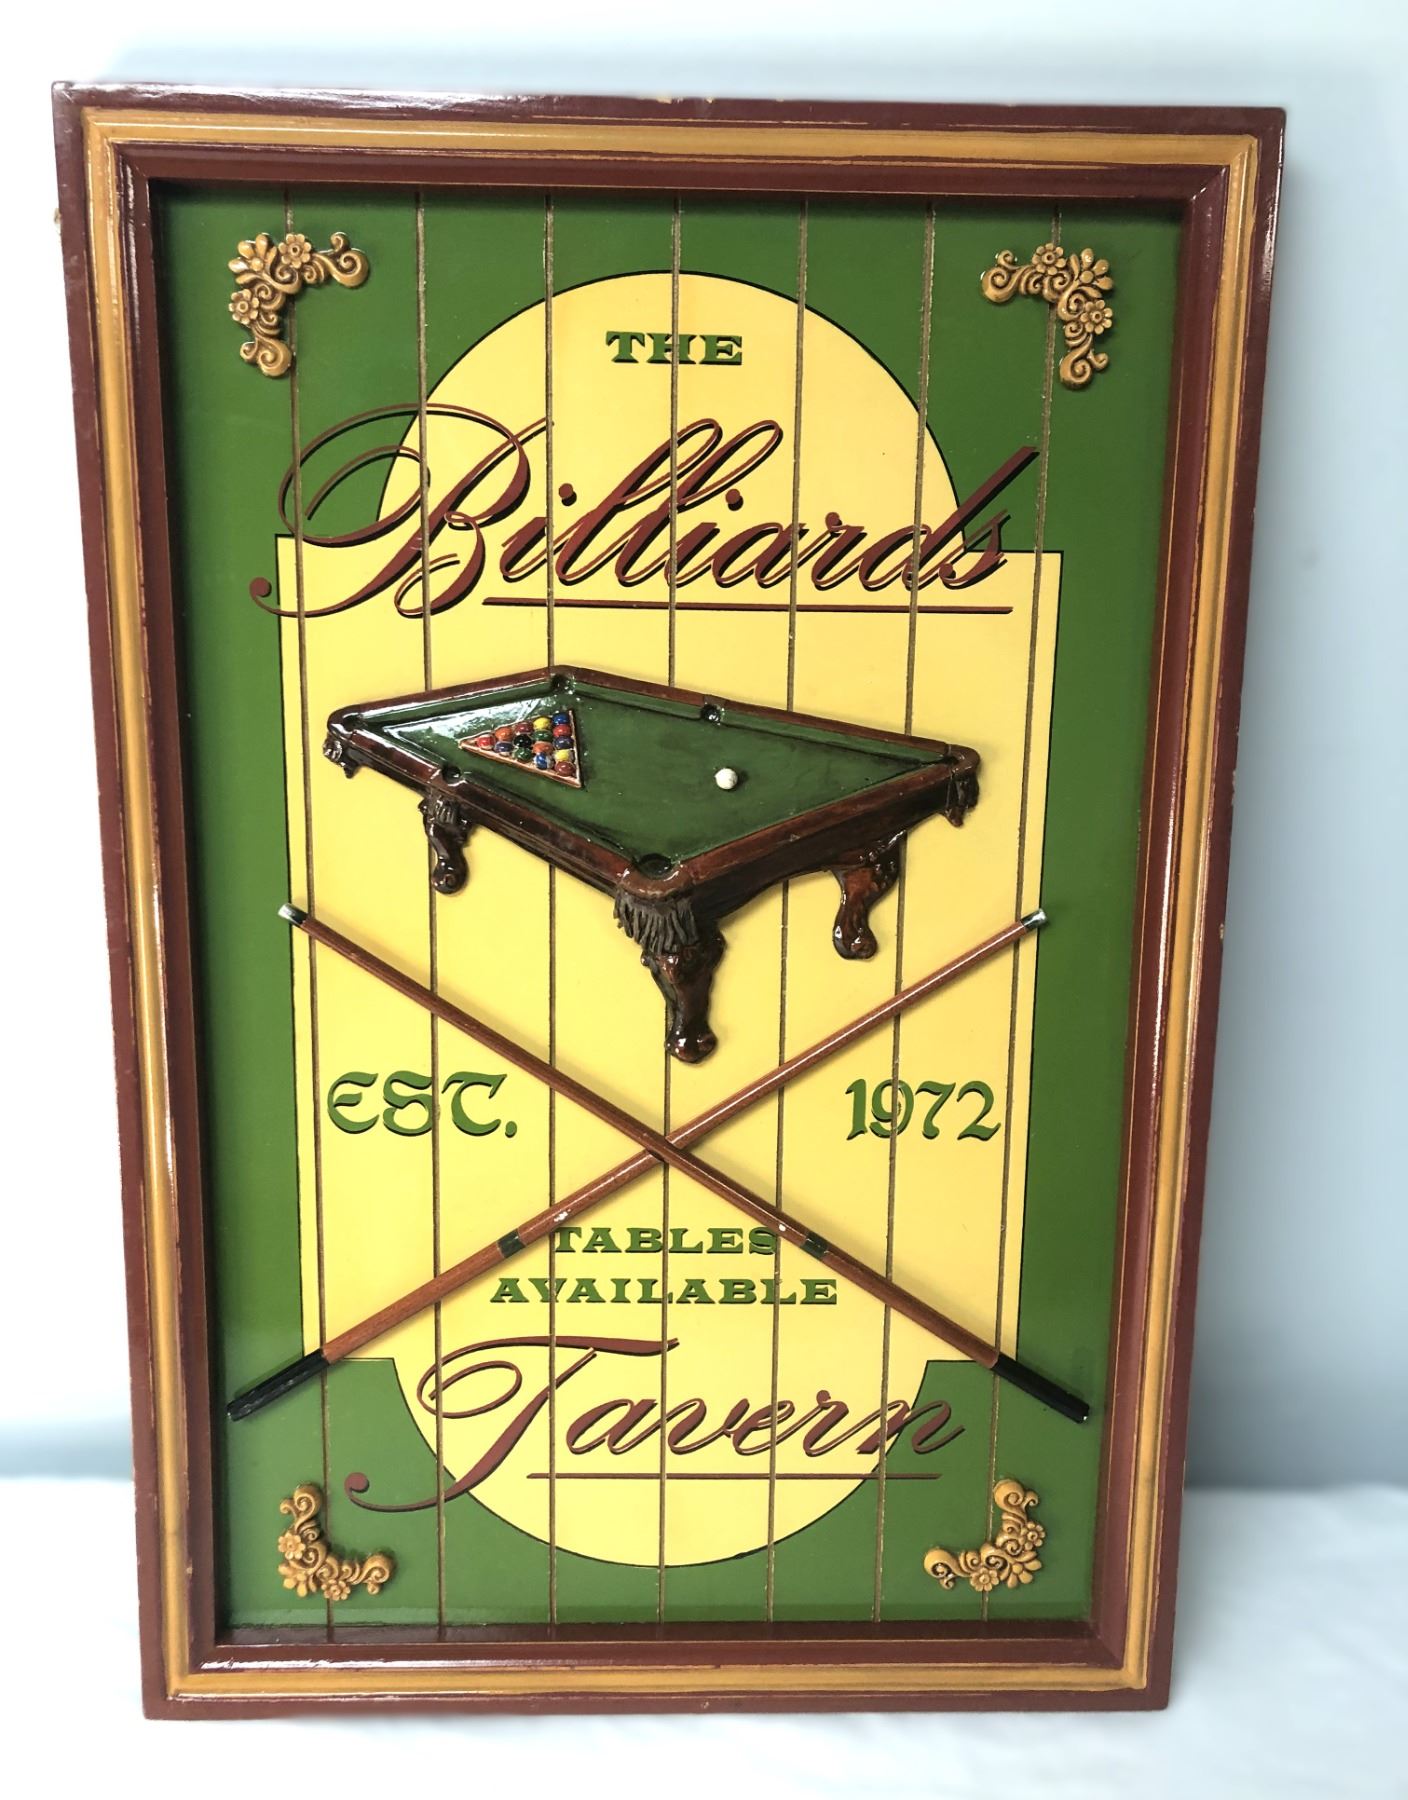 THE
Billiards
EST. 1972
TABLES
AVAILABLE
Tavern